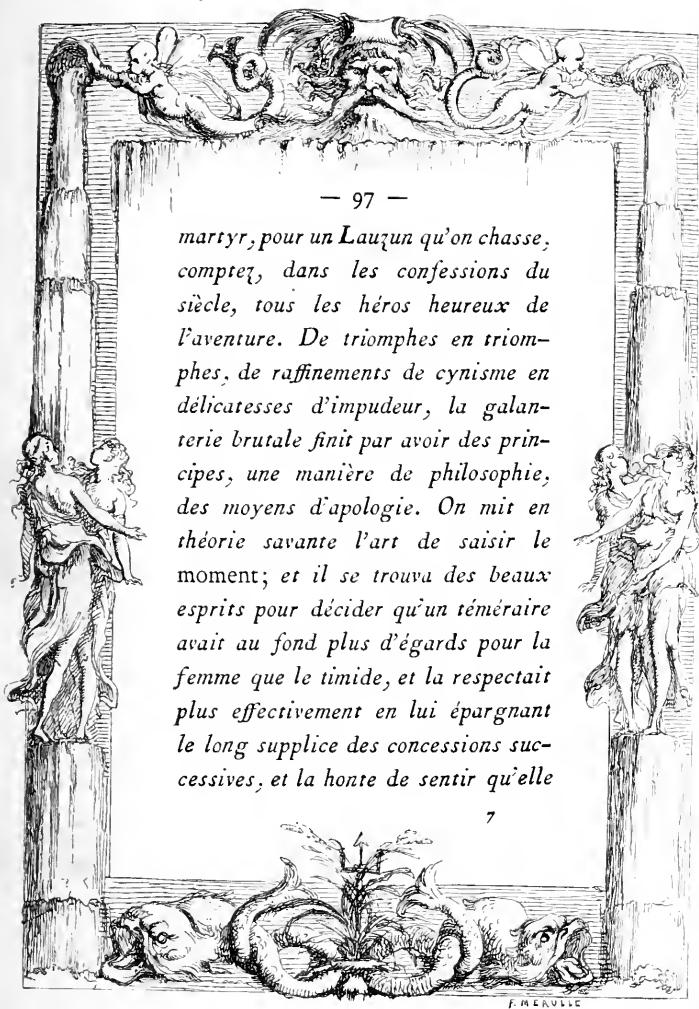 — 97 —
martyr, pour un Lauzun qu'on chasse,
comptez, dans les confessions du
siècle, tous les héros heureux de
l'aventure. De triomphes en triom-
phes, de raffinements de cynisme en
délicatesses d'impudeur, la galan-
terie brutale finit par avoir des prin-
cipes, une manière de philosophie,
des moyens d'apologie. On mit en
théorie savante l'art de saisir le
moment; et il se trouva des beaux
esprits pour décider qu'un téméraire
avait au fond plus d'égards pour la
femme que le timide, et la respectait
plus effectivement en lui épargnant
le long supplice des concessions suc-
cessives, et la honte de sentir qu'elle
7
F. MERULLE